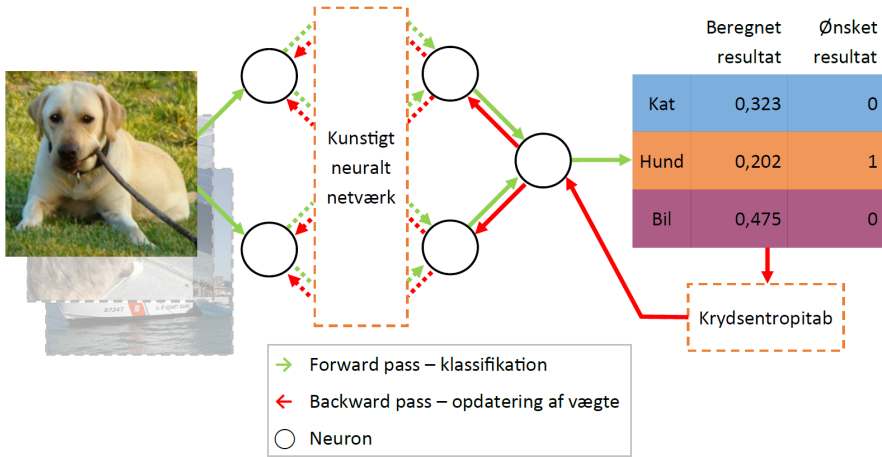 Beregnet Ønsket
resultat resultat
Kat 0,323 0
Hund 0,202 1
Bil 0,475 0
Kunstigt
neuralt
netværk
Krydsentropitab
Forward pass – klassifikation
Backward pass – opdatering af vægte
Neuron